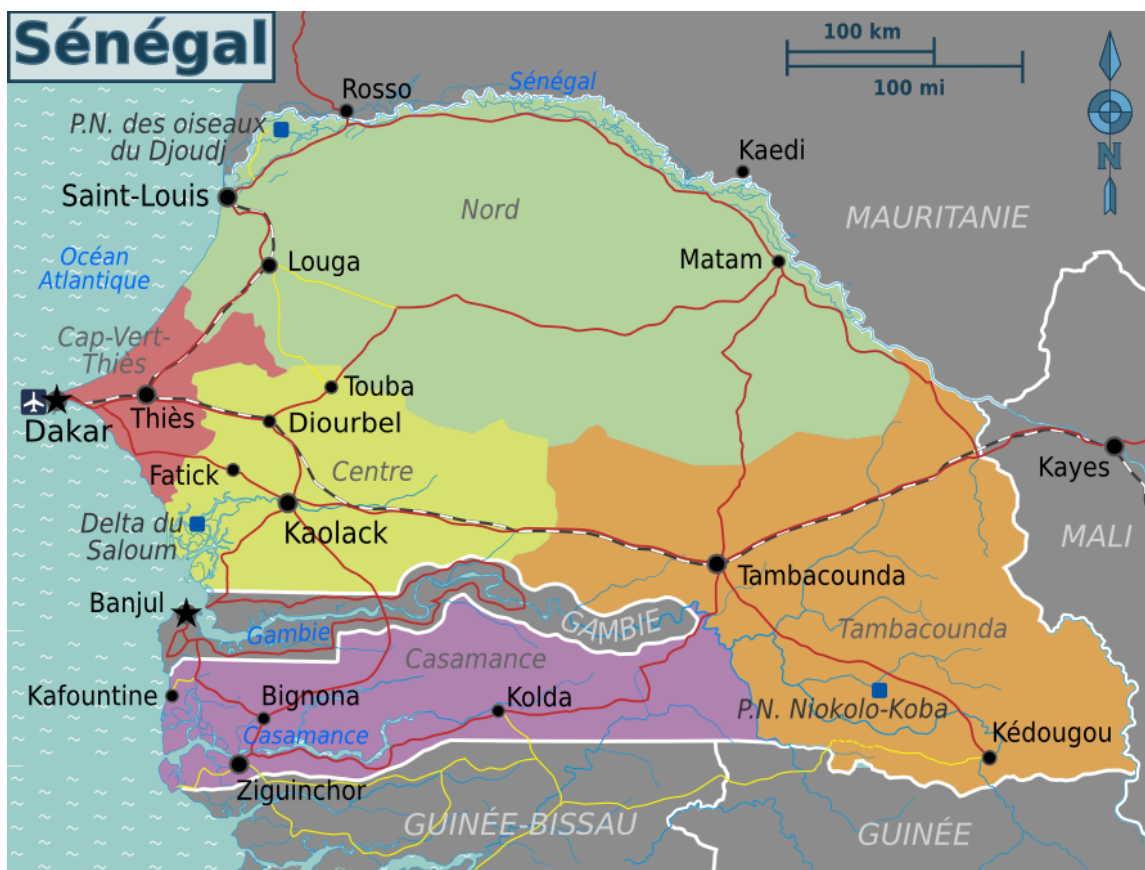 Sénégal
100 km
100 mi
N
Rosso
Sénégal
P.N. des oiseaux
du Djoudj
Kaedi
Saint-Louis
Nord
MAURITANIE
Océan
Atlantique
Louga
Matam
Cap-Vert-
Thiès
Touba
Dakar
Thiès
Diourbel
Fatick
Centre
Kayes
Delta du
Saloum
Kaolack
MALI
Tambacounda
Banjul
Gambie
GAMBIE
Tambacounda
Casamance
Kafountine
Bignona
Kolda
P.N. Niokolo-Koba
Casamance
Kédougou
Ziguinchor
GUINÉE-BISSAU
GUINÉE